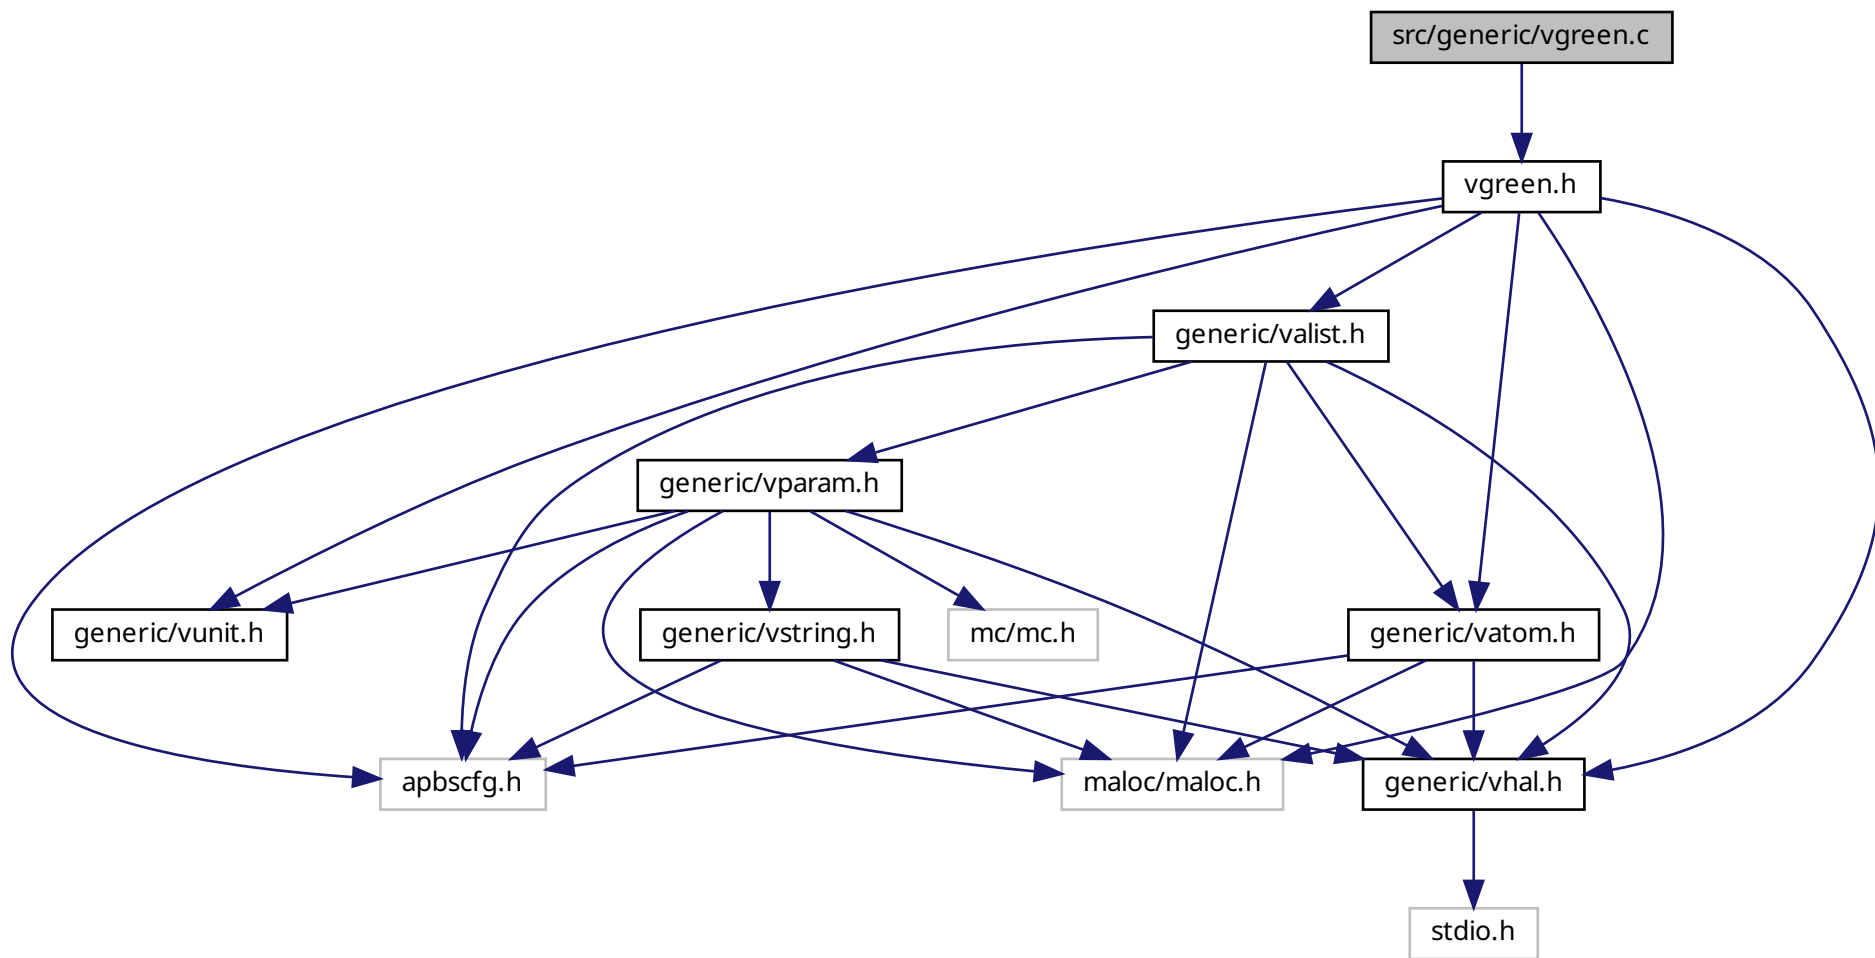 src/generic/vgreen.c
vgreen.h
generic/valist.h
generic/vparam.h
generic/vunit.h
generic/vstring.h
mc/mc.h
generic/vatom.h
apbscfg.h
maloc/maloc.h
generic/vhal.h
stdio.h